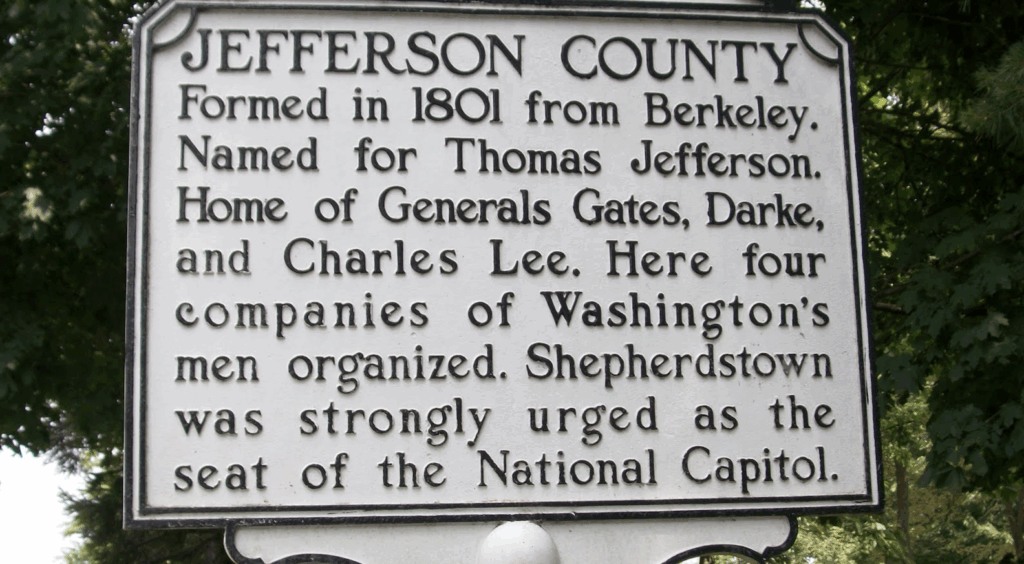 JEFFERSON COUNTY
Formed in 1801 from Berkeley.
Named for Thomas Jefferson.
Home of Generals Gates, Darke,
and Charles Lee. Here four
companies of Washington's
men organized. Shepherdstown
was strongly urged as the
seat of the National Capitol.